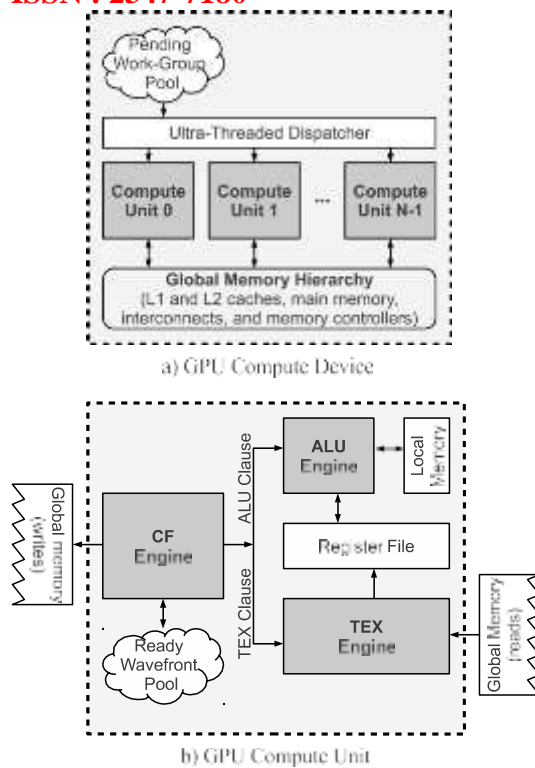 Pending
Work-Group
Pool
Ultra-Threaded Dispatcher
Compute
Unit 0
Compute
Unit 1
...
Compute
Unit N-1
Global Memory Hierarchy
(L1 and L2 caches, main memory,
interconnects, and memory controllers)
a) GPU Compute Device
Global memory
(writes)
CF
Engine
Ready
Wavefront
Pool
ALU Clause
TEX Clause
ALU
Engine
Local
Memory
Register File
TEX
Engine
Global Memory
(reads)
b) GPU Compute Unit